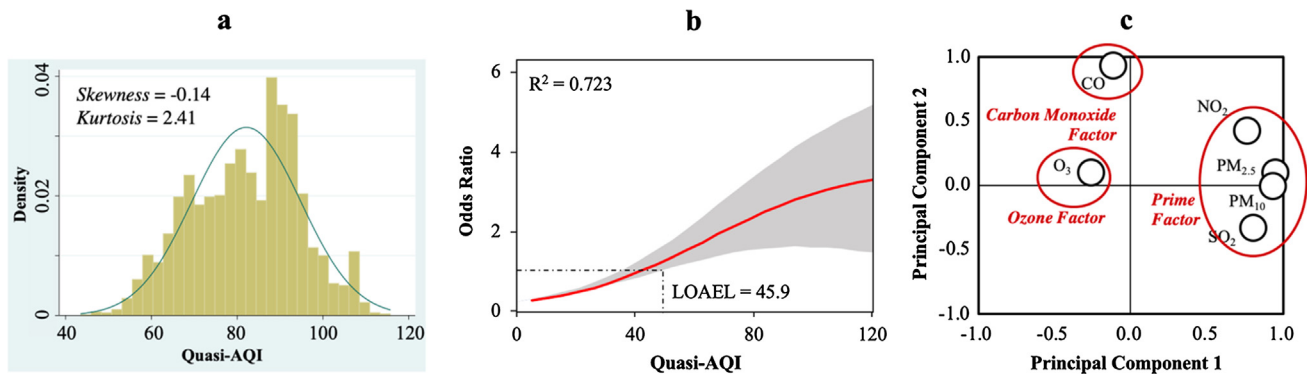 a
Skewness = -0.14
Kurtosis = 2.41
Density
0.04
0.02
0
40 60 80 100 120
Quasi-AQI
b
R² = 0.723
Odds Ratio
6
4
2
0
LOAEL = 45.9
0 40 80 120
Quasi-AQI
c
Principal Component 2
1.0
0.5
0.0
-0.5
-1.0
CO
Carbon Monoxide
Factor
O₃
Ozone Factor
NO₂
PM₂.₅
PM₁₀
SO₂
Prime
Factor
-1.0 -0.5 0.0 0.5 1.0
Principal Component 1